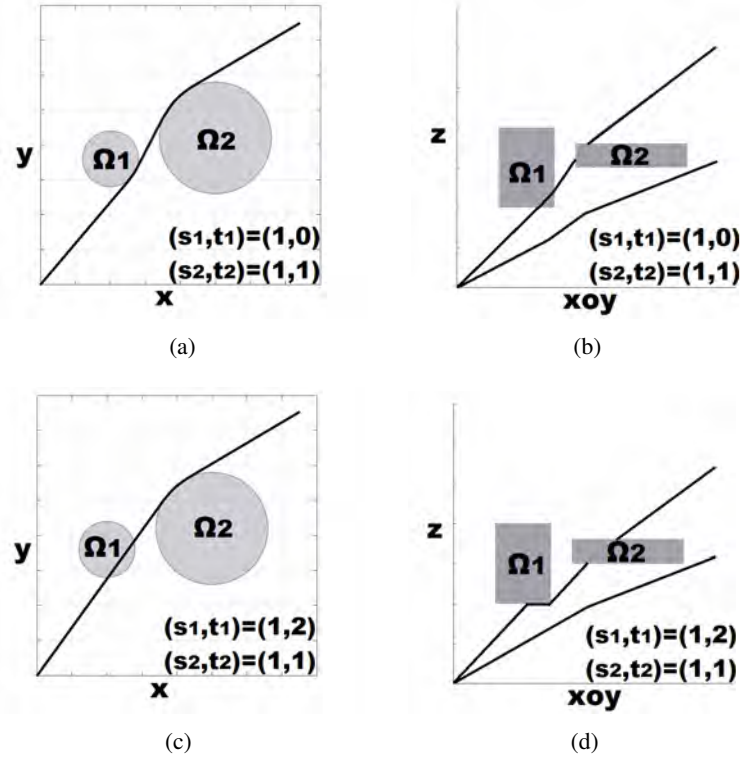 y
Ω1
Ω2
(s1,t1)=(1,0)
(s2,t2)=(1,1)
x
(a)
z
Ω1
Ω2
(s1,t1)=(1,0)
(s2,t2)=(1,1)
xoy
(b)
y
Ω1
Ω2
(s1,t1)=(1,2)
(s2,t2)=(1,1)
x
(c)
z
Ω1
Ω2
(s1,t1)=(1,2)
(s2,t2)=(1,1)
xoy
(d)